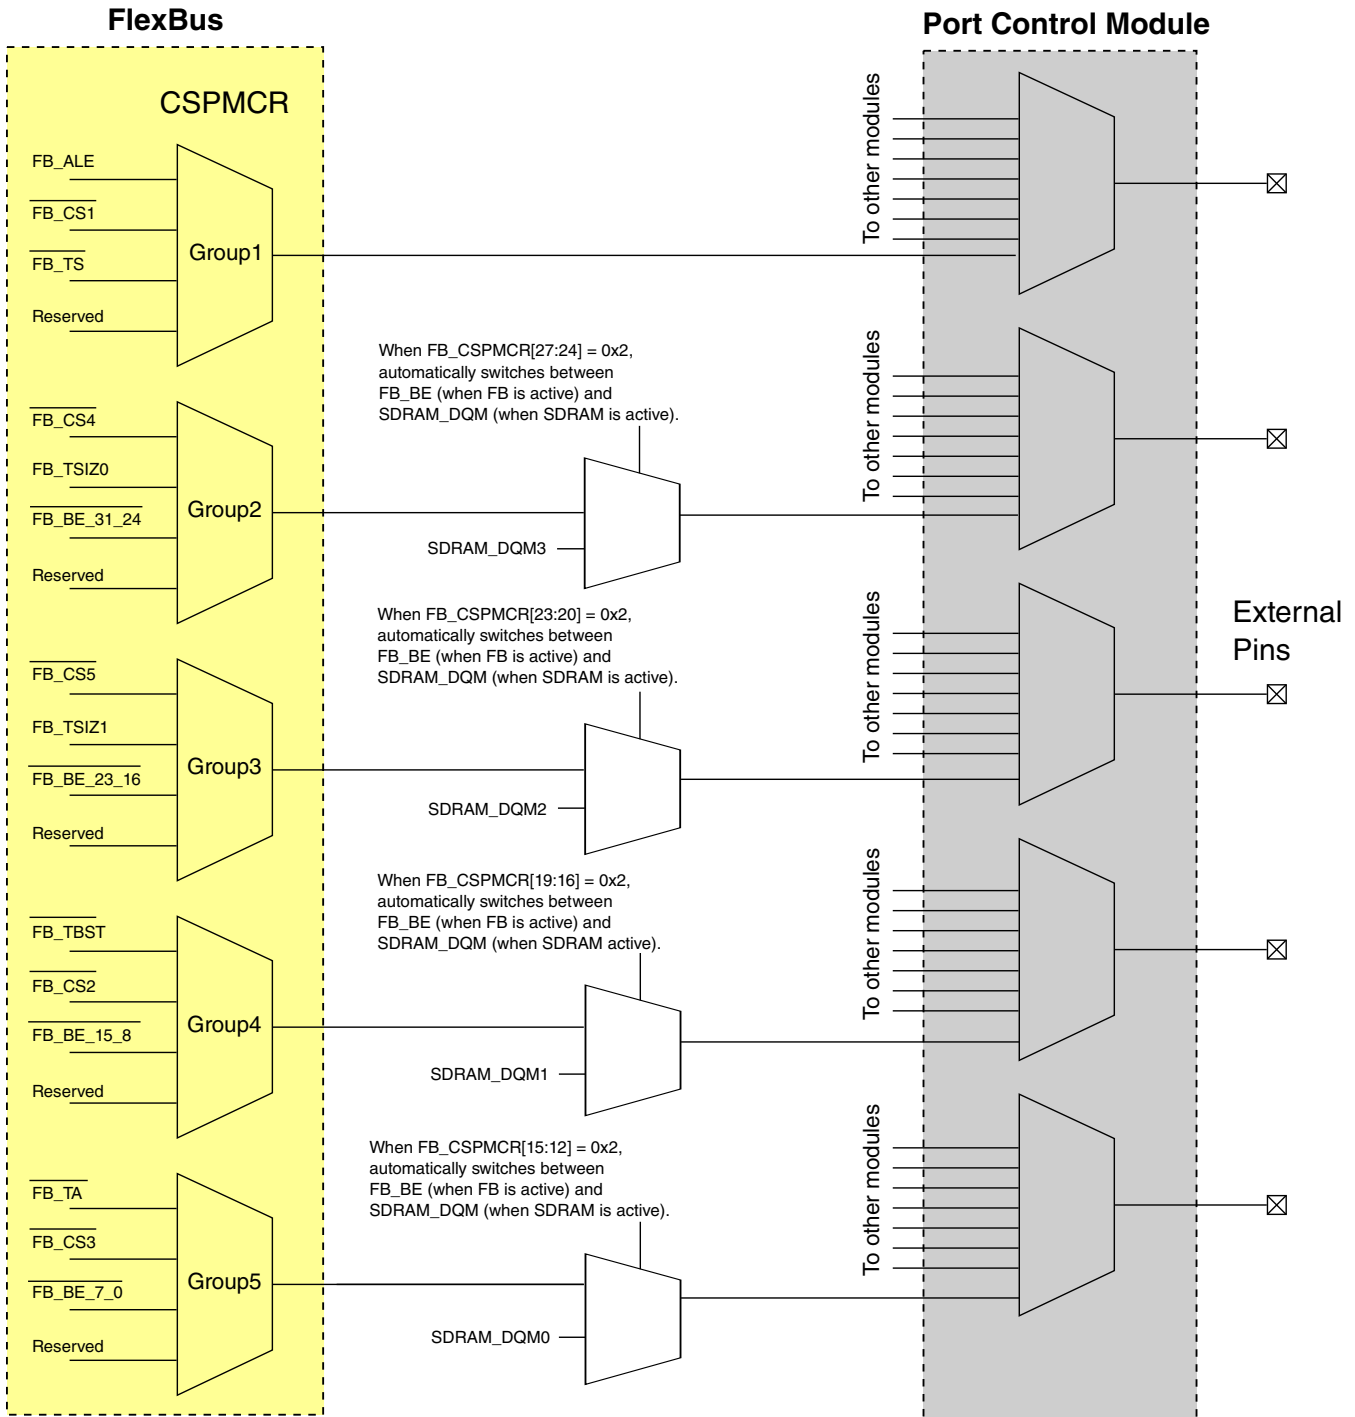 FlexBus
Port Control Module
CSPMCR
FB_ALE
FB_CS1
FB_TS
Reserved
Group1
To other modules
When FB_CSPMCR[27:24] = 0x2,
automatically switches between
FB_BE (when FB is active) and
SDRAM_DQM (when SDRAM is active).
FB_CS4
FB_TSIZ0
FB_BE_31_24
Reserved
Group2
SDRAM_DQM3
To other modules
When FB_CSPMCR[23:20] = 0x2,
automatically switches between
FB_BE (when FB is active) and
SDRAM_DQM (when SDRAM is active).
FB_CS5
FB_TSIZ1
FB_BE_23_16
Reserved
Group3
SDRAM_DQM2
To other modules
External
Pins
When FB_CSPMCR[19:16] = 0x2,
automatically switches between
FB_BE (when FB is active) and
SDRAM_DQM (when SDRAM active).
FB_TBST
FB_CS2
FB_BE_15_8
Reserved
Group4
SDRAM_DQM1
To other modules
When FB_CSPMCR[15:12] = 0x2,
automatically switches between
FB_BE (when FB is active) and
SDRAM_DQM (when SDRAM is active).
FB_TA
FB_CS3
FB_BE_7_0
Reserved
Group5
SDRAM_DQM0
To other modules